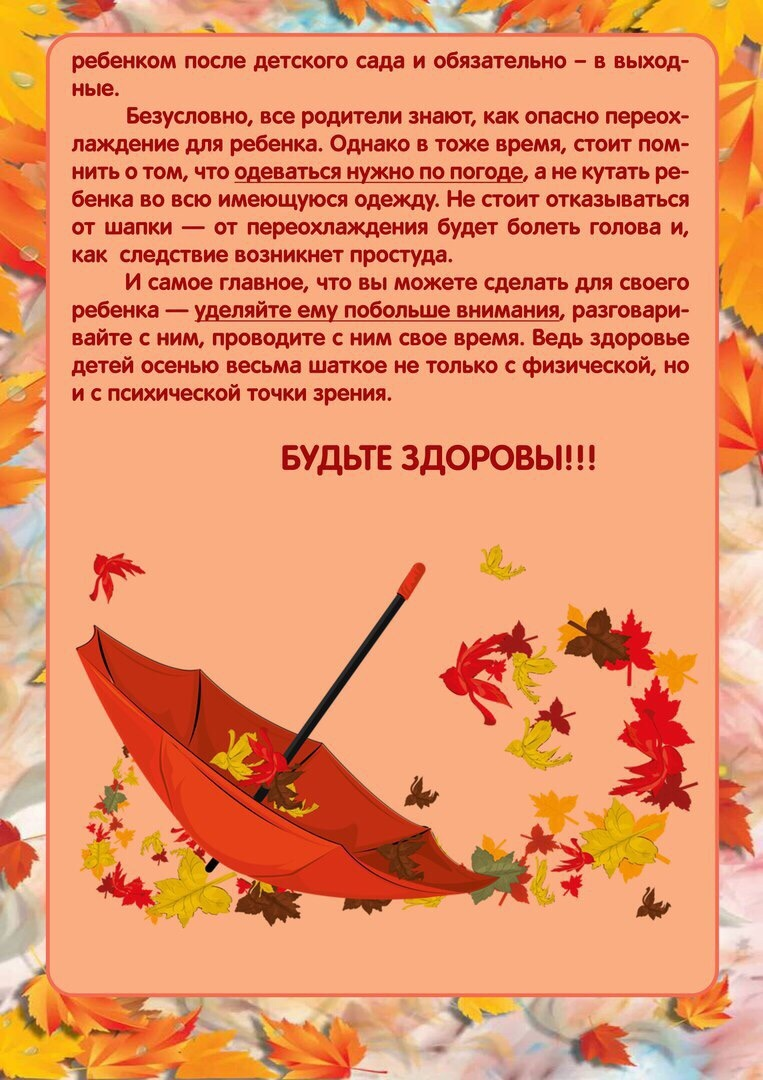 ребенком после детского сада и обязательно – в выход-
ные.
Безусловно, все родители знают, как опасно переох-
лаждение для ребенка. Однако в тоже время, стоит пом-
нить о том, что одеваться нужно по погоде, а не кутать ре-
бенка во всю имеющуюся одежду. Не стоит отказываться
от шапки — от переохлаждения будет болеть голова и,
как следствие возникнет простуда.
И самое главное, что вы можете сделать для своего
ребенка — уделяйте ему побольше внимания, разговари-
вайте с ним, проводите с ним свое время. Ведь здоровье
детей осенью весьма шаткое не только с физической, но
и с психической точки зрения.
БУДЬТЕ ЗДОРОВЫ!!!